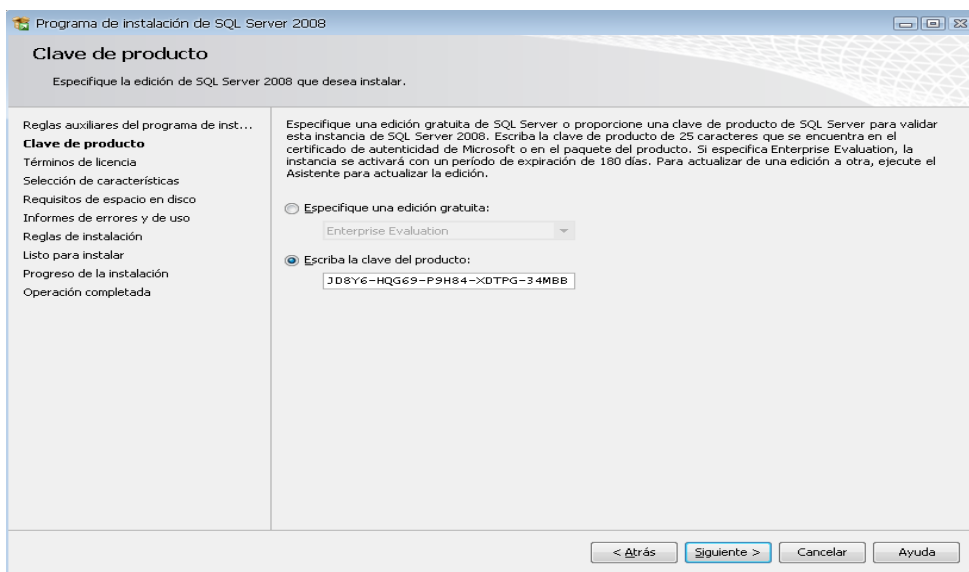 Programa de instalación de SQL Server 2008
Clave de producto
Especifique la edición de SQL Server 2008 que desea instalar.
Reglas auxiliares del programa de inst...
Clave de producto
Términos de licencia
Selección de características
Requisitos de espacio en disco
Informes de errores y de uso
Reglas de instalación
Listo para instalar
Progreso de la instalación
Operación completada
Especifique una edición gratuita de SQL Server o proporcione una clave de producto de SQL Server para validar
esta instancia de SQL Server 2008. Escriba la clave de producto de 25 caracteres que se encuentra en el
certificado de autenticidad de Microsoft o en el paquete del producto. Si especifica Enterprise Evaluation, la
instancia se activará con un período de expiración de 180 días. Para actualizar de una edición a otra, ejecute el
Asistente para actualizar la edición.
Especifique una edición gratuita:
Enterprise Evaluation
Escriba la clave del producto:
JD8Y6-HQG69-P9H84-XDTPG-34MBB
< Atrás
Siguiente >
Cancelar
Ayuda